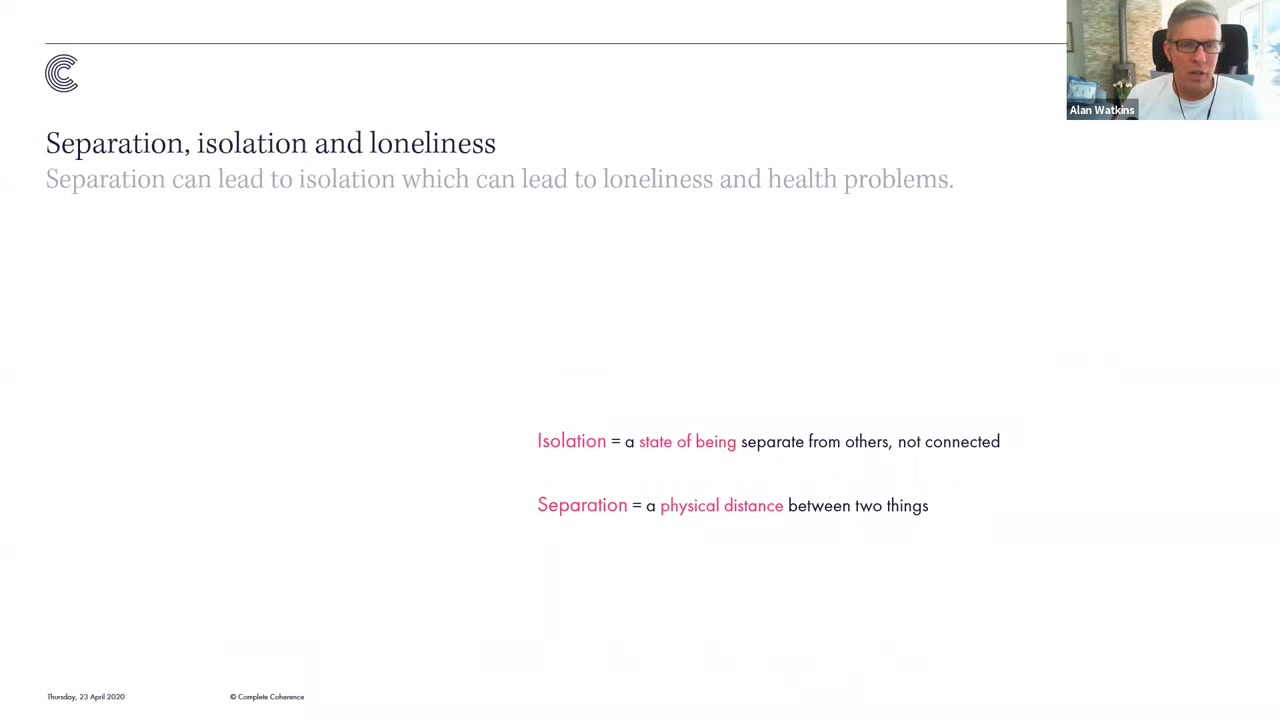 Alan Watkins
Separation, isolation and loneliness
Separation can lead to isolation which can lead to loneliness and health problems.
Isolation = a state of being separate from others, not connected
Separation = a physical distance between two things
Thursday, 23 April 2020
© Complete Coherence